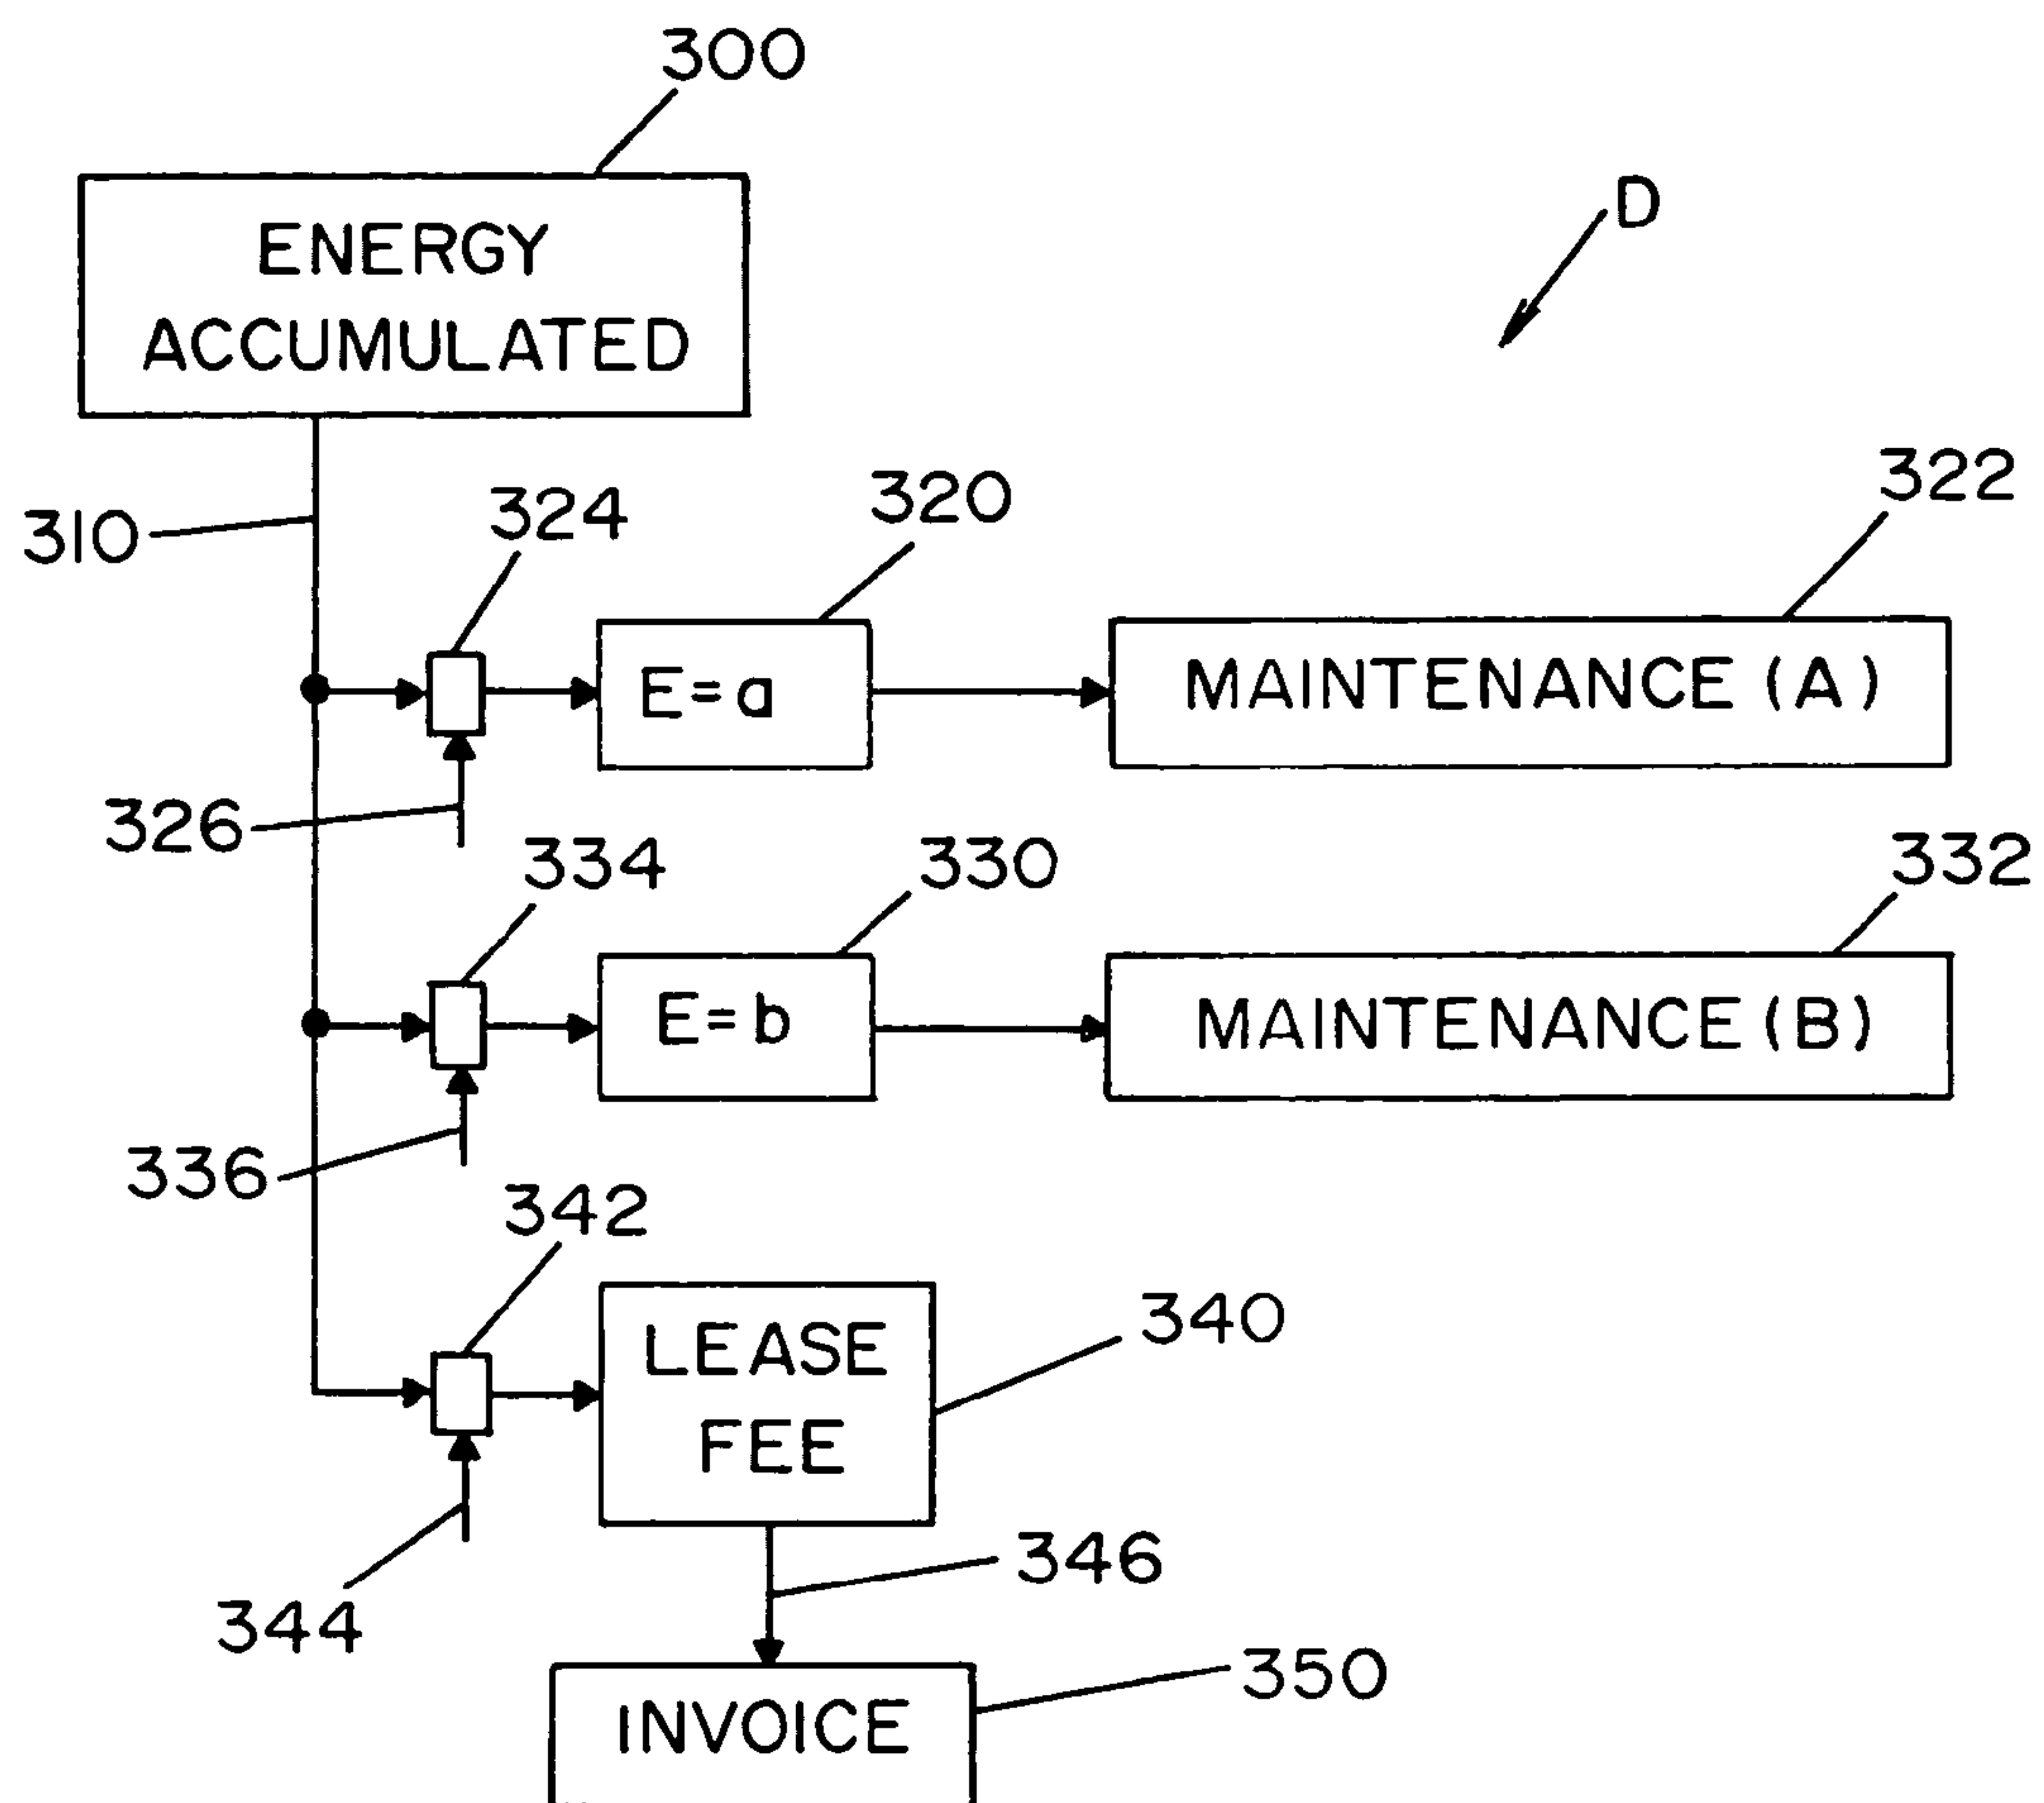 300
ENERGY
ACCUMULATED
D
310
324
320
322
E=a
MAINTENANCE (A)
326
334
330
332
E=b
MAINTENANCE (B)
336
342
LEASE
FEE
340
344
346
350
INVOICE